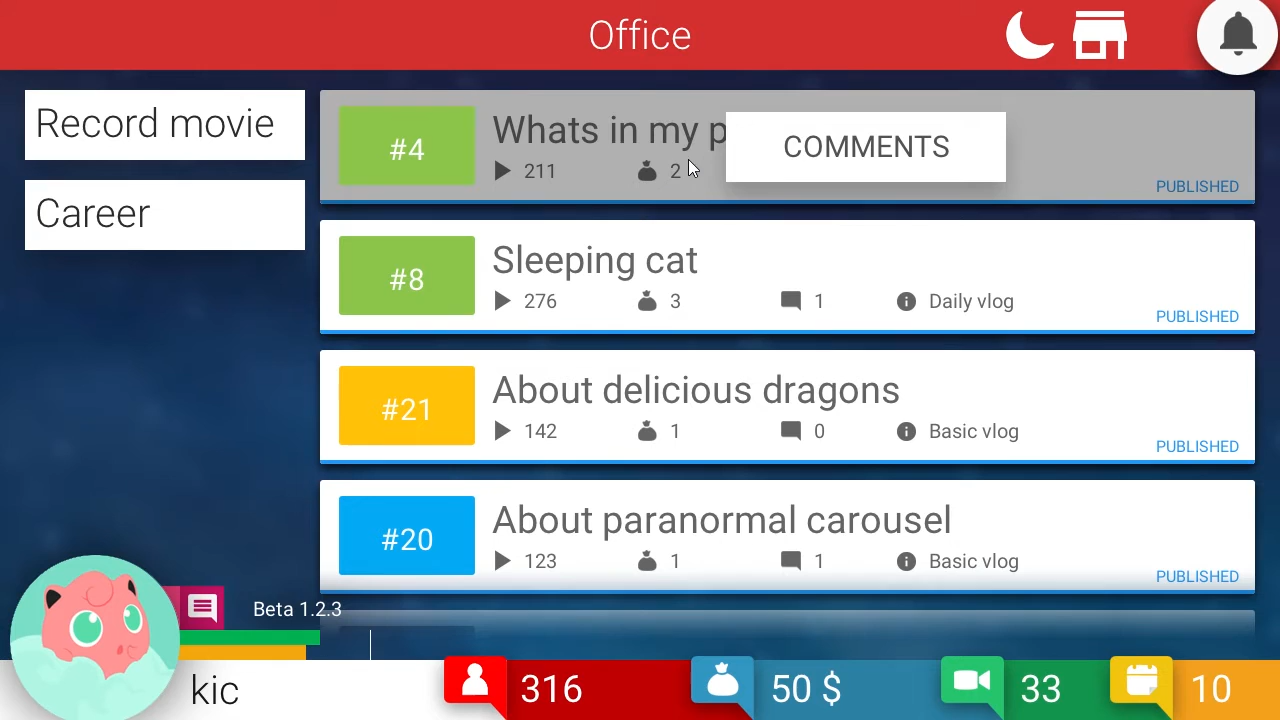 Office
Record movie
Career
#4
Whats in my p
211
2
COMMENTS
PUBLISHED
#8
Sleeping cat
276
3
1
Daily vlog
PUBLISHED
#21
About delicious dragons
142
1
0
Basic vlog
PUBLISHED
#20
About paranormal carousel
123
1
1
Basic vlog
PUBLISHED
Beta 1.2.3
kic
316
50 $
33
10